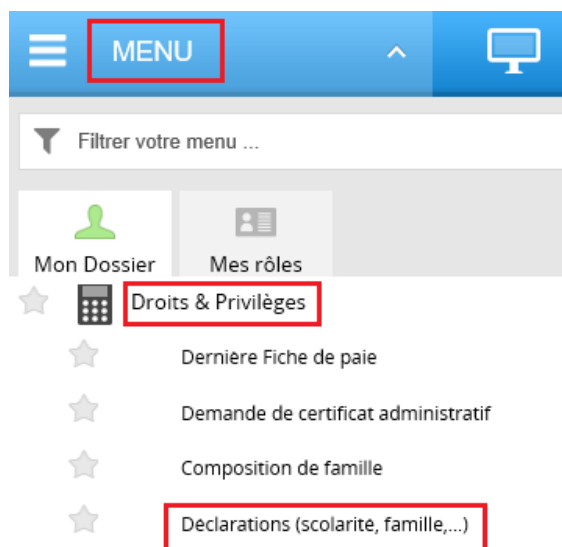 MENU
Filtrer votre menu ...
Mon Dossier
Mes rôles
Droits & Privilèges
Dernière Fiche de paie
Demande de certificat administratif
Composition de famille
Déclarations (scolarité, famille,...)